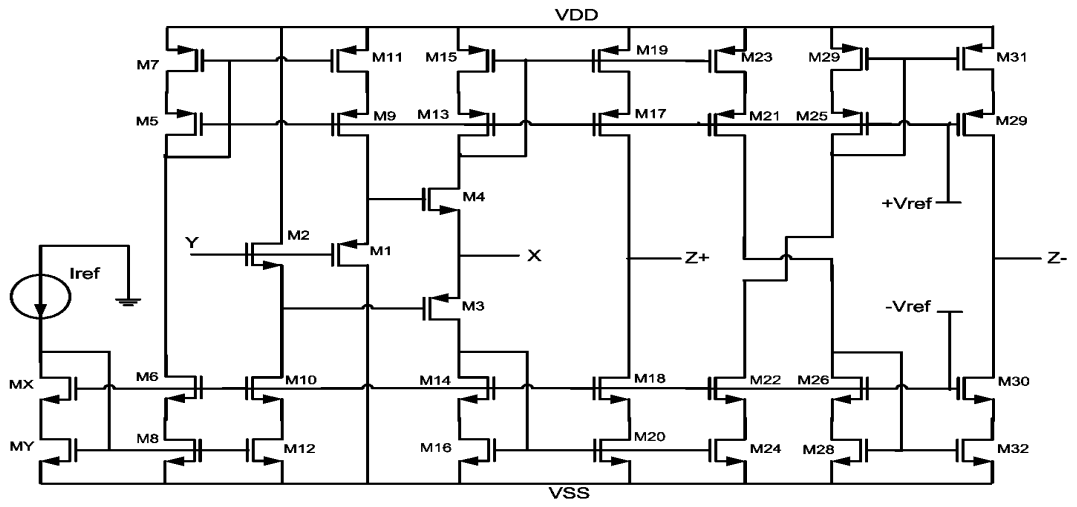 VDD
M7 M11 M15 M19 M23 M29 M31
M5 M9 M13 M17 M21 M25 M29
M4 +Vref
Y M2 M1 X Z+ Z-
Iref
M3 -Vref
MX M6 M10 M14 M18 M22 M26 M30
MY M8 M12 M16 M20 M24 M28 M32
VSS